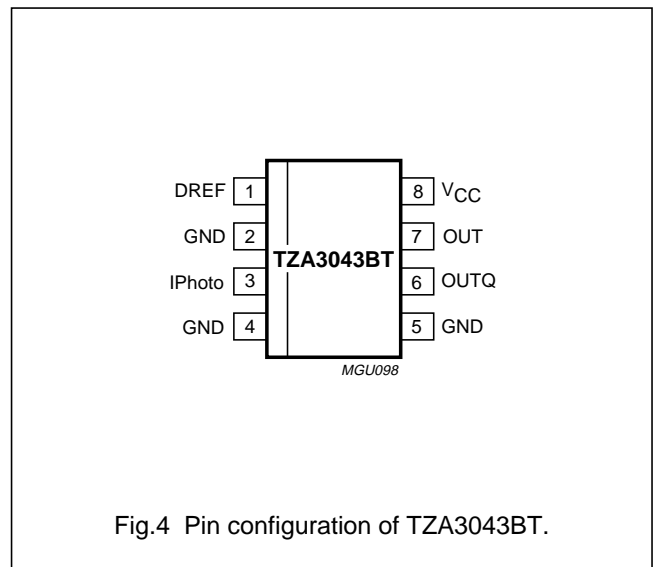 DREF 1 8 VCC
GND 2 7 OUT
TZA3043BT
IPhoto 3 6 OUTQ
GND 4 5 GND
MGU098
Fig.4 Pin configuration of TZA3043BT.